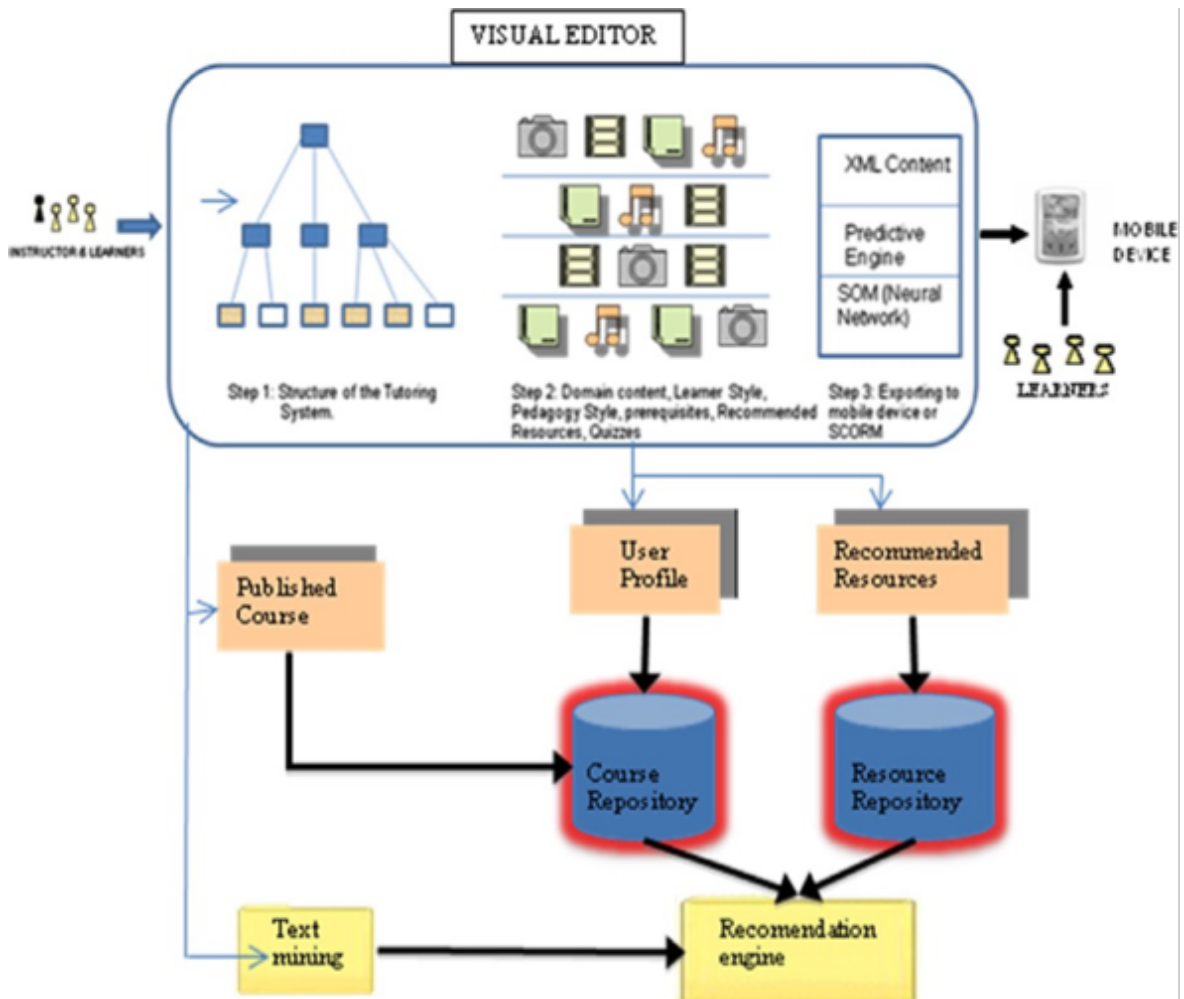 VISUAL EDITOR
XML Content
Predictive
Engine
SOM (Neural
Network)
INSTRUCTOR & LEARNERS
MOBILE
DEVICE
LEARNERS
Step 1: Structure of the Tutoring
System.
Step 2: Domain content, Learner Style,
Pedagogy Style, prerequisites, Recommended
Resources, Quizzes
Step 3: Exporting to
mobile device or
SCORM
Published
Course
User
Profile
Recommended
Resources
Course
Repository
Resource
Repository
Text
mining
Recomendation
engine